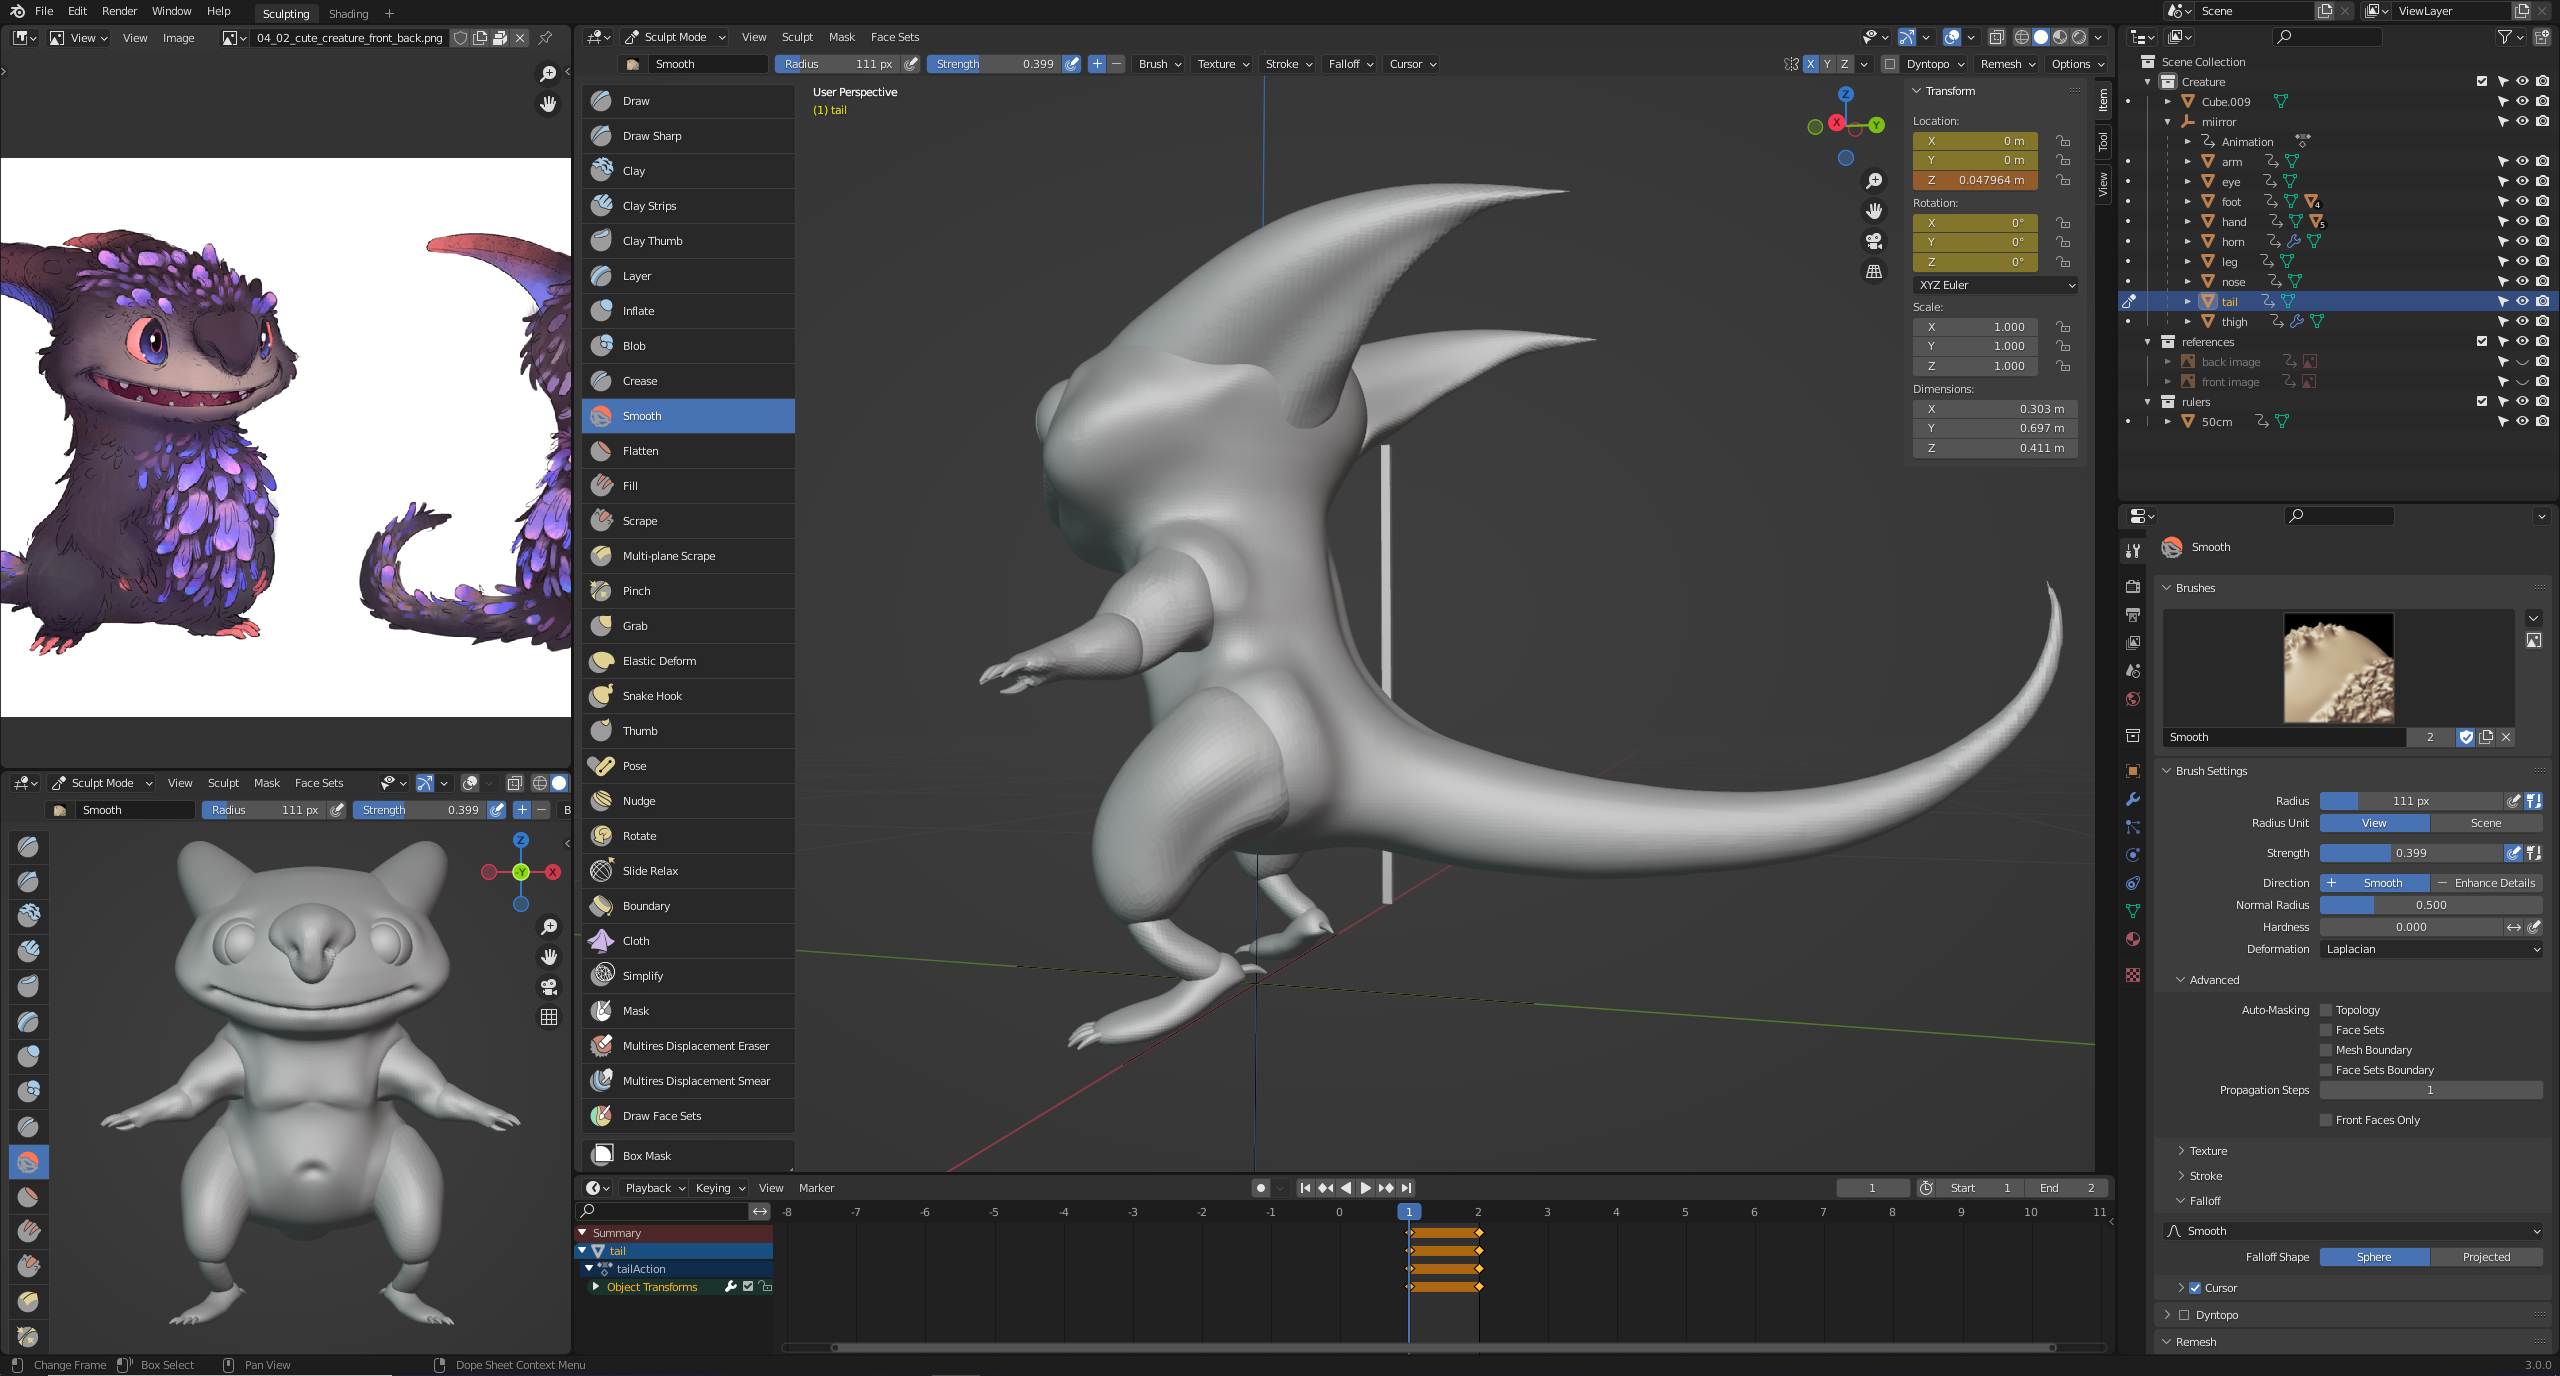 File Edit Render Window Help Sculpting Shading +
Scene ViewLayer
View View Image 04_02_cute_creature_front_back.png
Sculpt Mode View Sculpt Mask Face Sets
Smooth Radius 111 px Strength 0.399 + − Brush Texture Stroke Falloff Cursor X Y Z Dyntopo Remesh Options
User Perspective
(1) tail
Draw
Draw Sharp
Clay
Clay Strips
Clay Thumb
Layer
Inflate
Blob
Crease
Smooth
Flatten
Fill
Scrape
Multi-plane Scrape
Pinch
Grab
Elastic Deform
Snake Hook
Thumb
Pose
Nudge
Rotate
Slide Relax
Boundary
Cloth
Simplify
Mask
Multires Displacement Eraser
Multires Displacement Smear
Draw Face Sets
Box Mask
Z
X Y
Transform
Location:
X 0 m
Y 0 m
Z 0.047964 m
Rotation:
X 0°
Y 0°
Z 0°
XYZ Euler
Scale:
X 1.000
Y 1.000
Z 1.000
Dimensions:
X 0.303 m
Y 0.697 m
Z 0.411 m
Item
Tool
View
Scene Collection
Creature
Cube.009
miirror
Animation
arm
eye
foot 4
hand 5
horn
leg
nose
tail
thigh
references
back image
front image
rulers
50cm
Smooth
Brushes
Smooth 2
Brush Settings
Radius 111 px
Radius Unit View Scene
Strength 0.399
Direction + Smooth − Enhance Details
Normal Radius 0.500
Hardness 0.000
Deformation Laplacian
Advanced
Auto-Masking Topology
Face Sets
Mesh Boundary
Face Sets Boundary
Propagation Steps 1
Front Faces Only
Texture
Stroke
Falloff
Smooth
Falloff Shape Sphere Projected
Cursor
Dyntopo
Remesh
Sculpt Mode View Sculpt Mask Face Sets
Smooth Radius 111 px Strength 0.399 + − B
Z
-Y X
Playback Keying View Marker 1 Start 1 End 2
-8 -7 -6 -5 -4 -3 -2 -1 0 1 2 3 4 5 6 7 8 9 10 11
Summary
tail
tailAction
Object Transforms
Change Frame Box Select Pan View Dope Sheet Context Menu 3.0.0